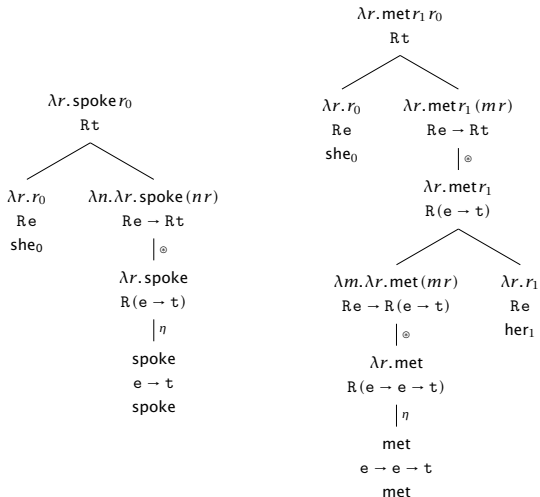 λr.spoke r₀
Rt
λr.r₀
Re
she₀
λn.λr.spoke (n r)
Re → Rt
⊛
λr.spoke
R(e → t)
η
spoke
e → t
spoke
λr.met r₁ r₀
Rt
λr.r₀
Re
she₀
λr.met r₁ (m r)
Re → Rt
⊛
λr.met r₁
R(e → t)
λm.λr.met (m r)
Re → R(e → t)
λr.r₁
Re
her₁
⊛
λr.met
R(e → e → t)
η
met
e → e → t
met